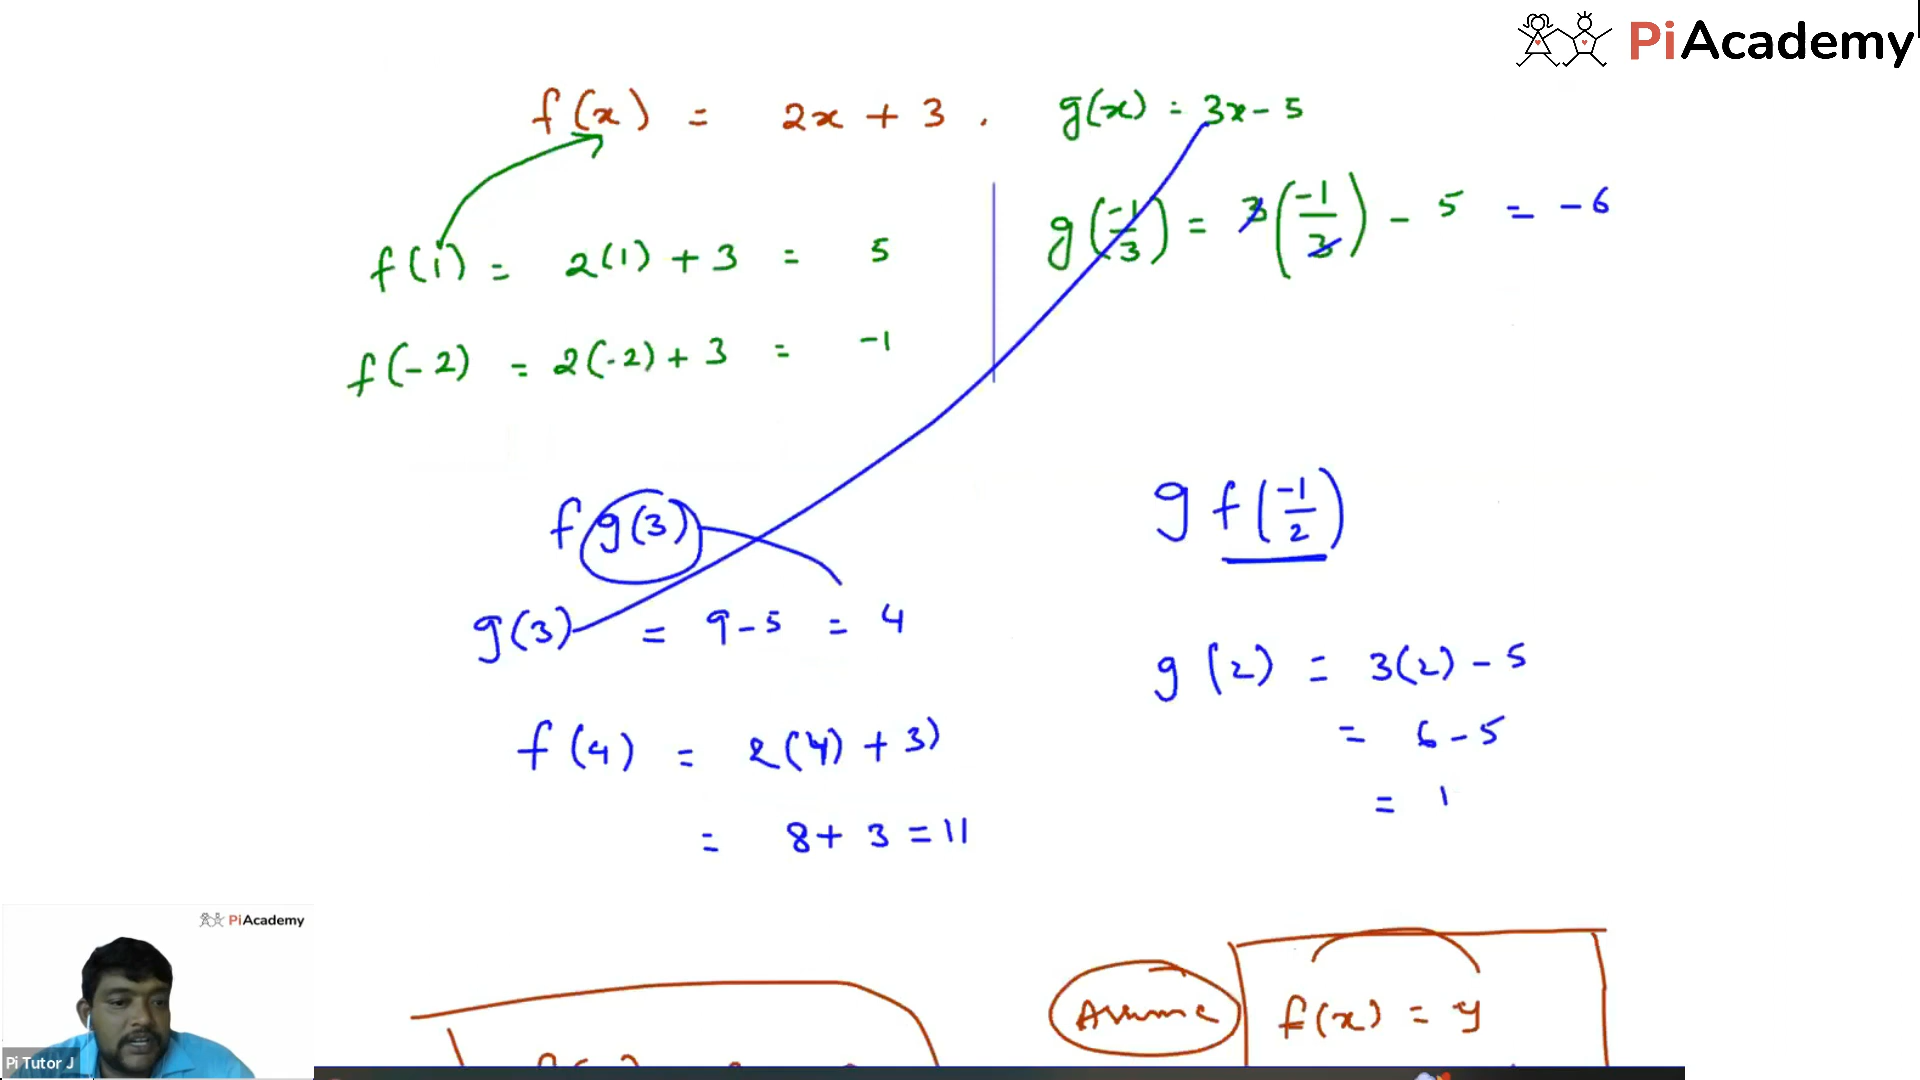 PiAcademy
f(x) = 2x + 3 .
g(x) = 3x - 5
f(1) = 2(1) + 3 = 5
g(-1/3) = 3(-1/3) - 5 = -6
f(-2) = 2(-2) + 3 = -1
f g(3)
g f(-1/2)
g(3) = 9 - 5 = 4
g(2) = 3(2) - 5
= 6 - 5
= 1
f(4) = 2(4) + 3)
= 8 + 3 = 11
PiAcademy
Assume
f(x) = y
Pi Tutor J